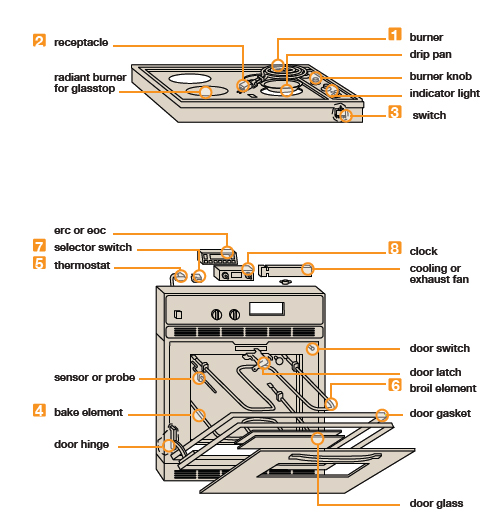 1 burner
2 receptacle
drip pan
radiant burner
for glasstop
burner knob
indicator light
3 switch
erc or eoc
7 selector switch
8 clock
5 thermostat
cooling or
exhaust fan
door switch
door latch
sensor or probe
6 broil element
4 bake element
door gasket
door hinge
door glass